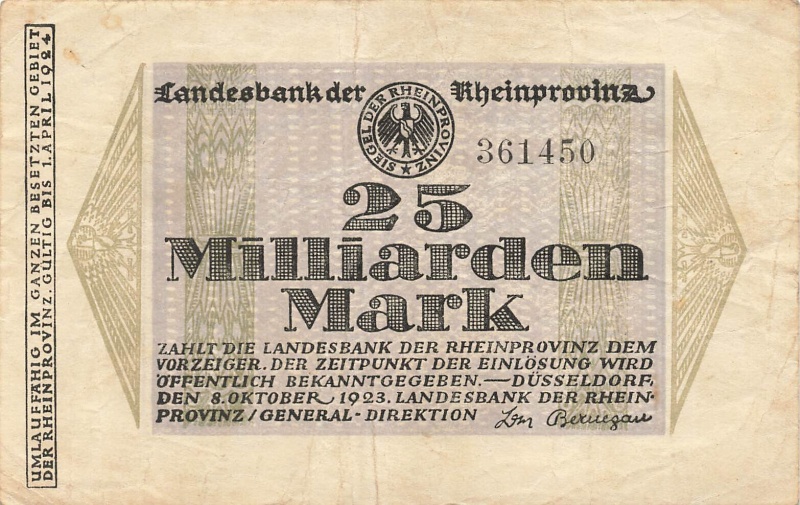 Landesbank der Rheinprovinz
SIEGEL DER RHEINPROVINZ
361450
25
Milliarden
Mark
ZAHLT DIE LANDESBANK DER RHEINPROVINZ DEM
VORZEIGER. DER ZEITPUNKT DER EINLÖSUNG WIRD
ÖFFENTLICH BEKANNTGEGEBEN. — DÜSSELDORF,
DEN 8. OKTOBER 1923. LANDESBANK DER RHEIN-
PROVINZ / GENERAL-DIREKTION
UMLAUFFÄHIG IM GANZEN BESETZTEN GEBIET
DER RHEINPROVINZ. GÜLTIG BIS 1. APRIL 1924